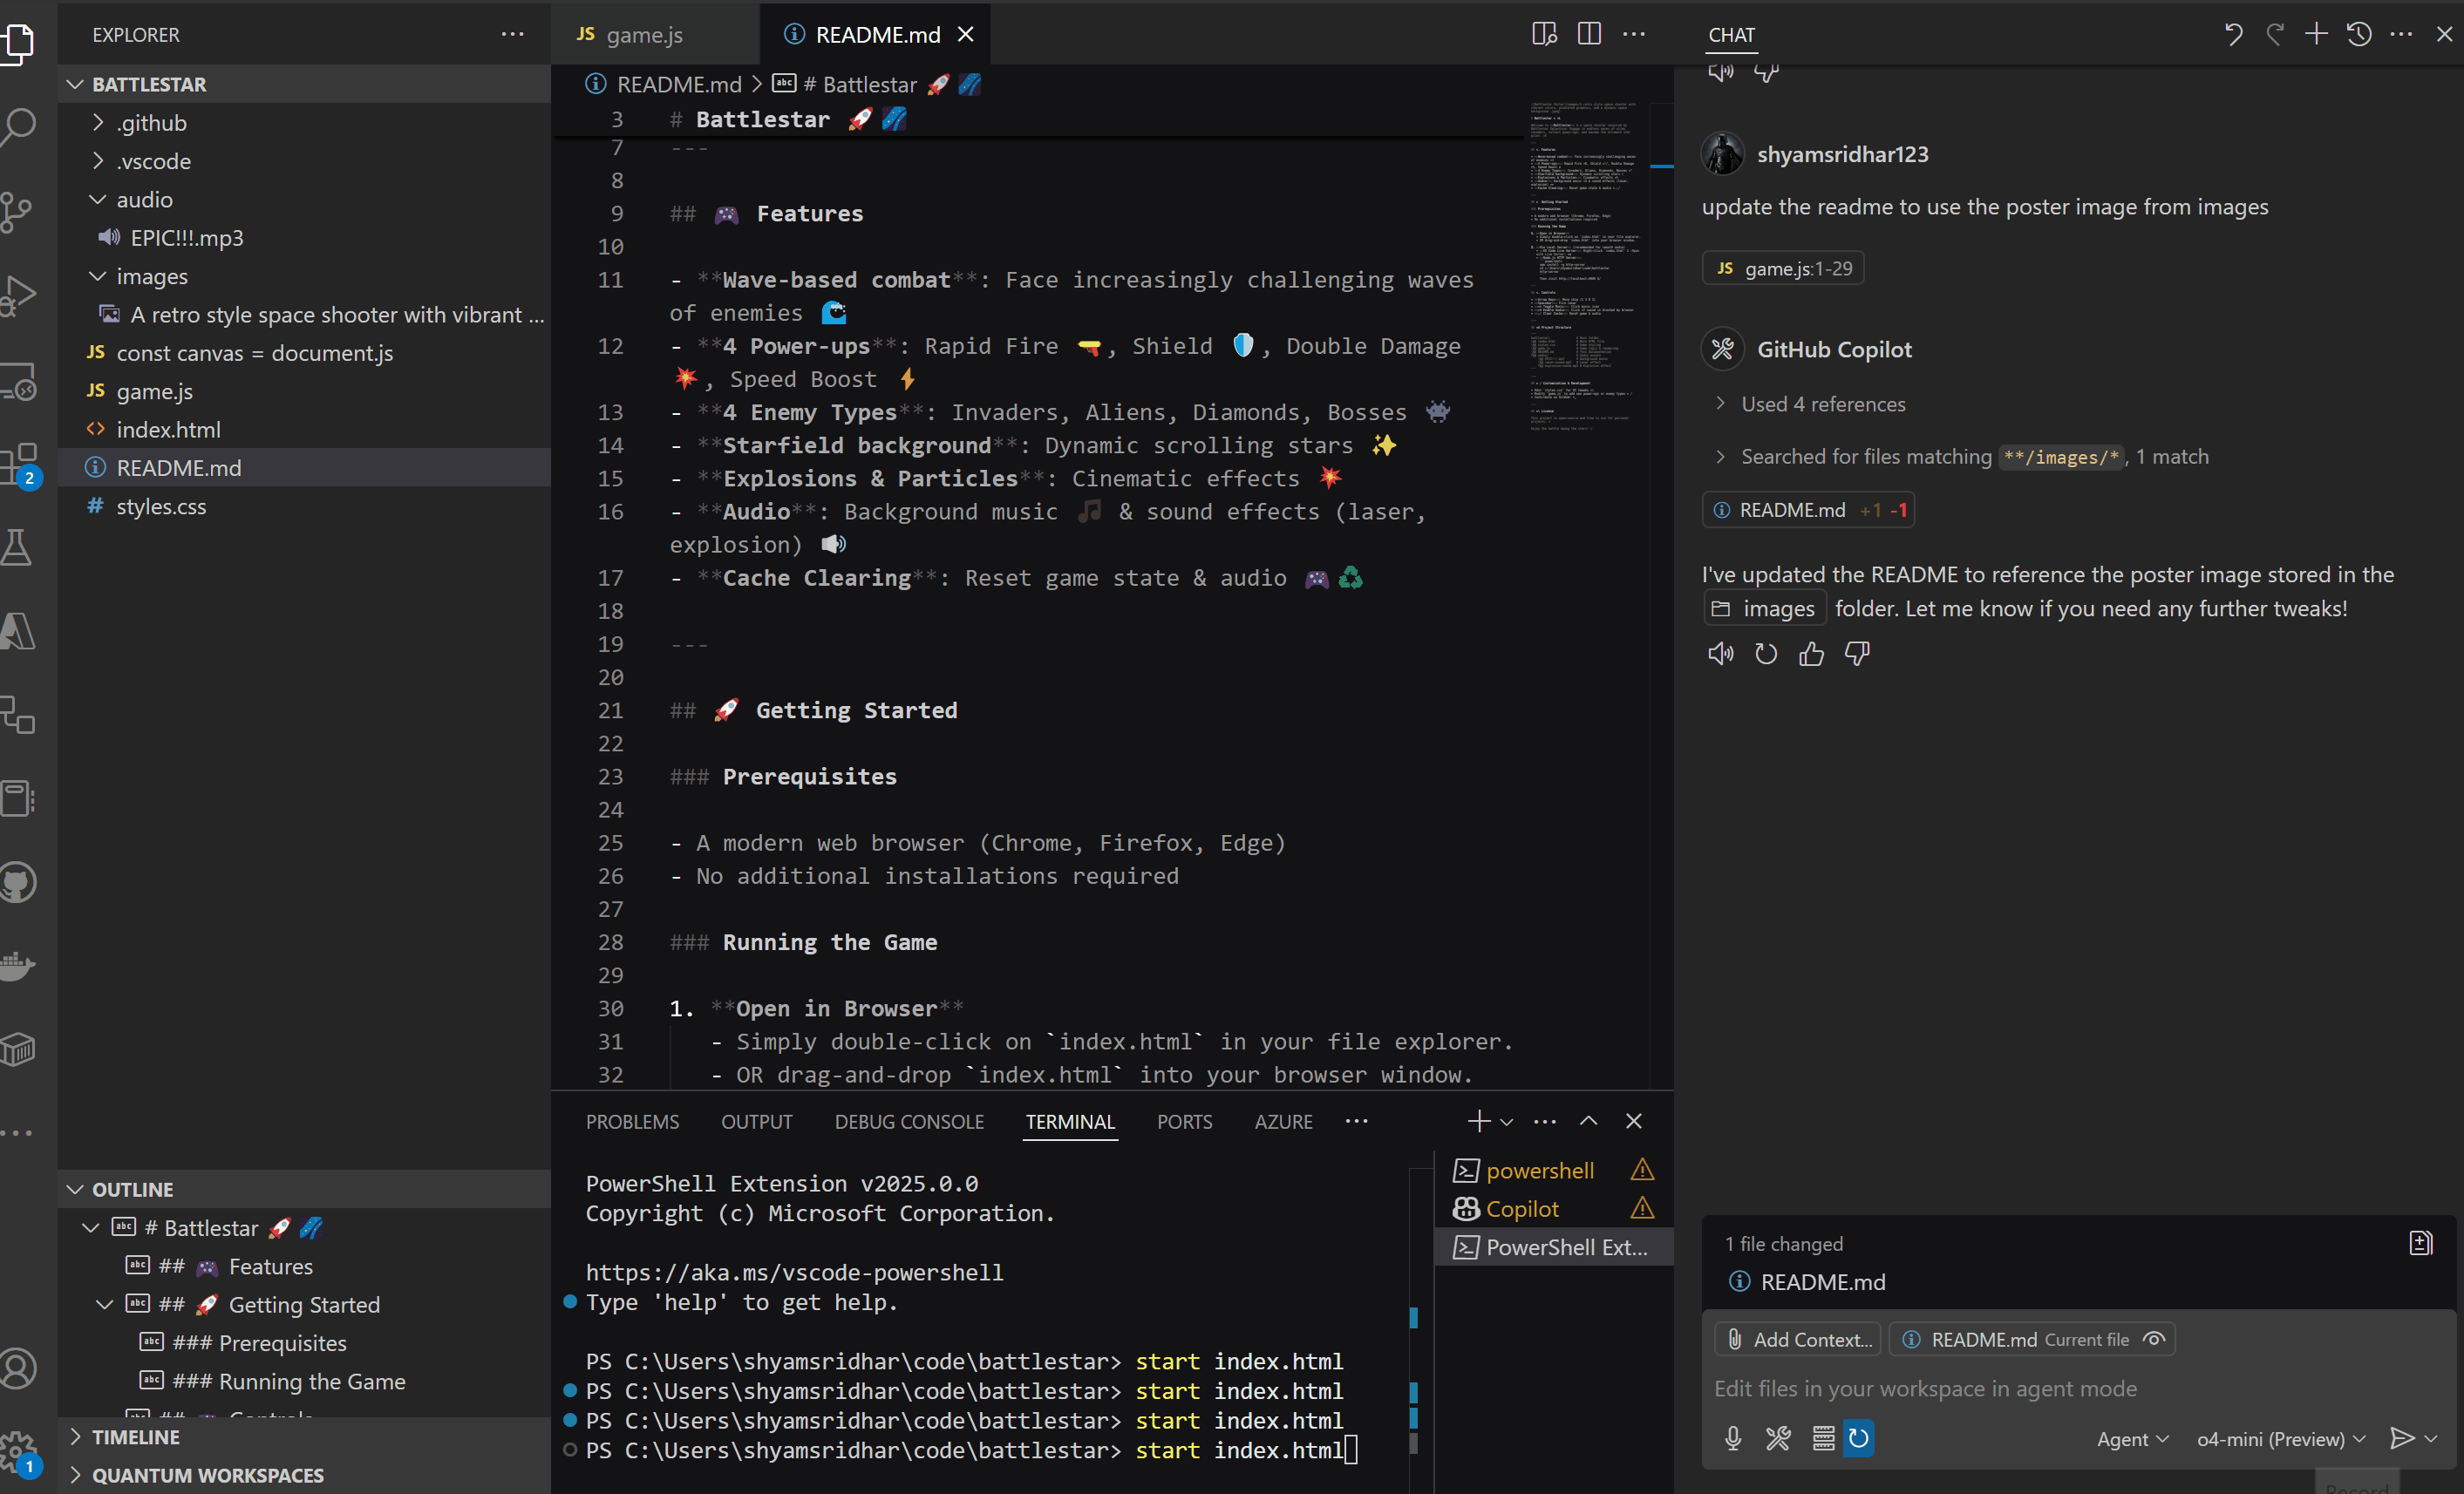 EXPLORER
BATTLESTAR
.github
.vscode
audio
EPIC!!!.mp3
images
A retro style space shooter with vibrant ...
JS const canvas = document.js
JS game.js
<> index.html
README.md
# styles.css
2
OUTLINE
# Battlestar 🚀🌌
## 🎮 Features
## 🚀 Getting Started
### Prerequisites
### Running the Game
TIMELINE
QUANTUM WORKSPACES
1
JS game.js
README.md
README.md > # Battlestar 🚀🌌
3 # Battlestar 🚀🌌
7 ---
8
9 ## 🎮 Features
10
11 - **Wave-based combat**: Face increasingly challenging waves
of enemies 🌊
12 - **4 Power-ups**: Rapid Fire 🔫, Shield 🛡️, Double Damage
💥, Speed Boost ⚡
13 - **4 Enemy Types**: Invaders, Aliens, Diamonds, Bosses 👾
14 - **Starfield background**: Dynamic scrolling stars ✨
15 - **Explosions & Particles**: Cinematic effects 💥
16 - **Audio**: Background music 🎵 & sound effects (laser,
explosion) 🔊
17 - **Cache Clearing**: Reset game state & audio 🎮♻️
18
19 ---
20
21 ## 🚀 Getting Started
22
23 ### Prerequisites
24
25 - A modern web browser (Chrome, Firefox, Edge)
26 - No additional installations required
27
28 ### Running the Game
29
30 1. **Open in Browser**
31 - Simply double-click on `index.html` in your file explorer.
32 - OR drag-and-drop `index.html` into your browser window.
PROBLEMS OUTPUT DEBUG CONSOLE TERMINAL PORTS AZURE
PowerShell Extension v2025.0.0
Copyright (c) Microsoft Corporation.
https://aka.ms/vscode-powershell
Type 'help' to get help.
PS C:\Users\shyamsridhar\code\battlestar> start index.html
PS C:\Users\shyamsridhar\code\battlestar> start index.html
PS C:\Users\shyamsridhar\code\battlestar> start index.html
PS C:\Users\shyamsridhar\code\battlestar> start index.html
powershell
Copilot
PowerShell Ext...
CHAT
shyamsridhar123
update the readme to use the poster image from images
JS game.js:1-29
GitHub Copilot
Used 4 references
Searched for files matching **/images/*, 1 match
README.md +1 -1
I've updated the README to reference the poster image stored in the
images folder. Let me know if you need any further tweaks!
1 file changed
README.md
Add Context...
README.md Current file
Edit files in your workspace in agent mode
Agent
o4-mini (Preview)